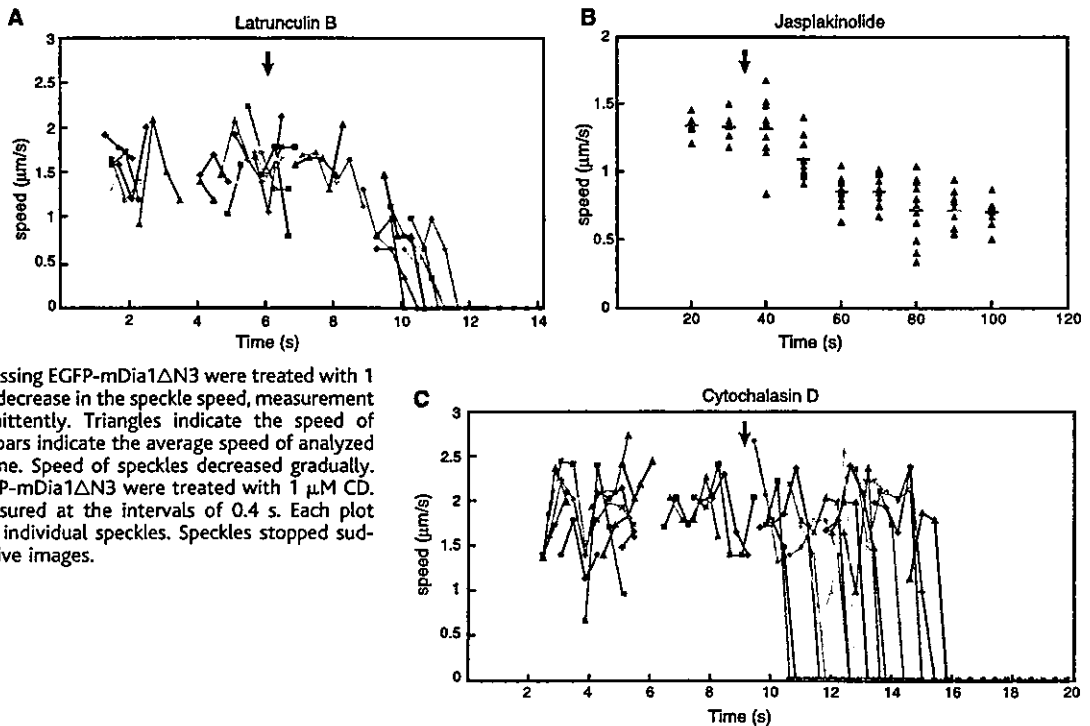 A
Latrunculin B
3
2.5
2
1.5
1
0.5
0
speed (µm/s)
2 4 6 8 10 12 14
Time (s)
B
Jasplakinolide
2
1.5
1
0.5
0
speed (µm/s)
20 40 60 80 100 120
Time (s)
ssing EGFP-mDia1ΔN3 were treated with 1
decrease in the speckle speed, measurement
nittently. Triangles indicate the speed of
bars indicate the average speed of analyzed
ne. Speed of speckles decreased gradually.
P-mDia1ΔN3 were treated with 1 µM CD.
sured at the intervals of 0.4 s. Each plot
individual speckles. Speckles stopped sud-
ive images.
C
Cytochalasin D
3
2.5
2
1.5
1
0.5
0
speed (µm/s)
2 4 6 8 10 12 14 16 18 20
Time (s)